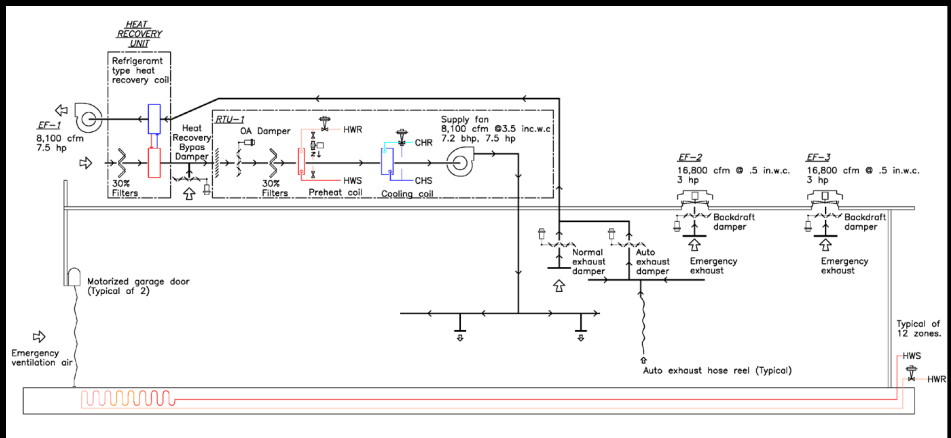 HEAT
RECOVERY
UNIT
Refrigeramt
type heat
recovery coil
EF-1
8,100 cfm
7.5 hp
30%
Filters
Heat
Recovery
Bypas
Damper
RTU-1
OA Damper
30%
Filters
HWR
HWS
Preheat coil
CHR
CHS
Cooling coil
Supply fan
8,100 cfm @3.5 inc.w.c
7.2 bhp, 7.5 hp
EF-2
16,800 cfm @ .5 in.w.c.
3 hp
Backdraft
damper
Emergency
exhaust
EF-3
16,800 cfm @ .5 in.w.c.
3 hp
Backdraft
damper
Emergency
exhaust
Normal
exhaust
damper
Auto
exhaust
damper
Motorized garage door
(Typical of 2)
Emergency
ventilation air
Auto exhaust hose reel (Typical)
Typical of
12 zones.
HWS
HWR